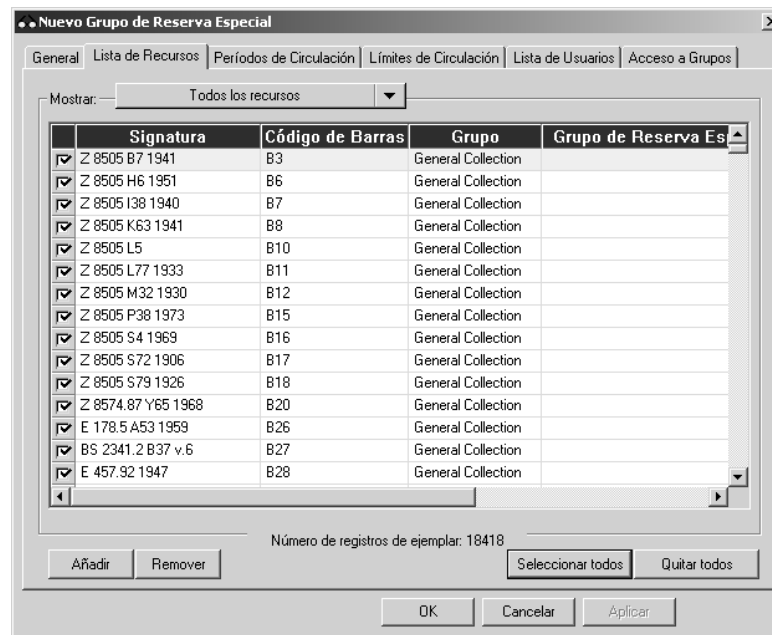 Nuevo Grupo de Reserva Especial
General Lista de Recursos Períodos de Circulación Límites de Circulación Lista de Usuarios Acceso a Grupos
Mostrar: Todos los recursos
Signatura Código de Barras Grupo Grupo de Reserva Es
Z 8505 B7 1941 B3 General Collection
Z 8505 H6 1951 B6 General Collection
Z 8505 I38 1940 B7 General Collection
Z 8505 K63 1941 B8 General Collection
Z 8505 L5 B10 General Collection
Z 8505 L77 1933 B11 General Collection
Z 8505 M32 1930 B12 General Collection
Z 8505 P38 1973 B15 General Collection
Z 8505 S4 1969 B16 General Collection
Z 8505 S72 1906 B17 General Collection
Z 8505 S79 1926 B18 General Collection
Z 8574.87 Y65 1968 B20 General Collection
E 178.5 A53 1959 B26 General Collection
BS 2341.2 B37 v.6 B27 General Collection
E 457.92 1947 B28 General Collection
Número de registros de ejemplar: 18418
Añadir Remover Seleccionar todos Quitar todos
OK Cancelar Aplicar